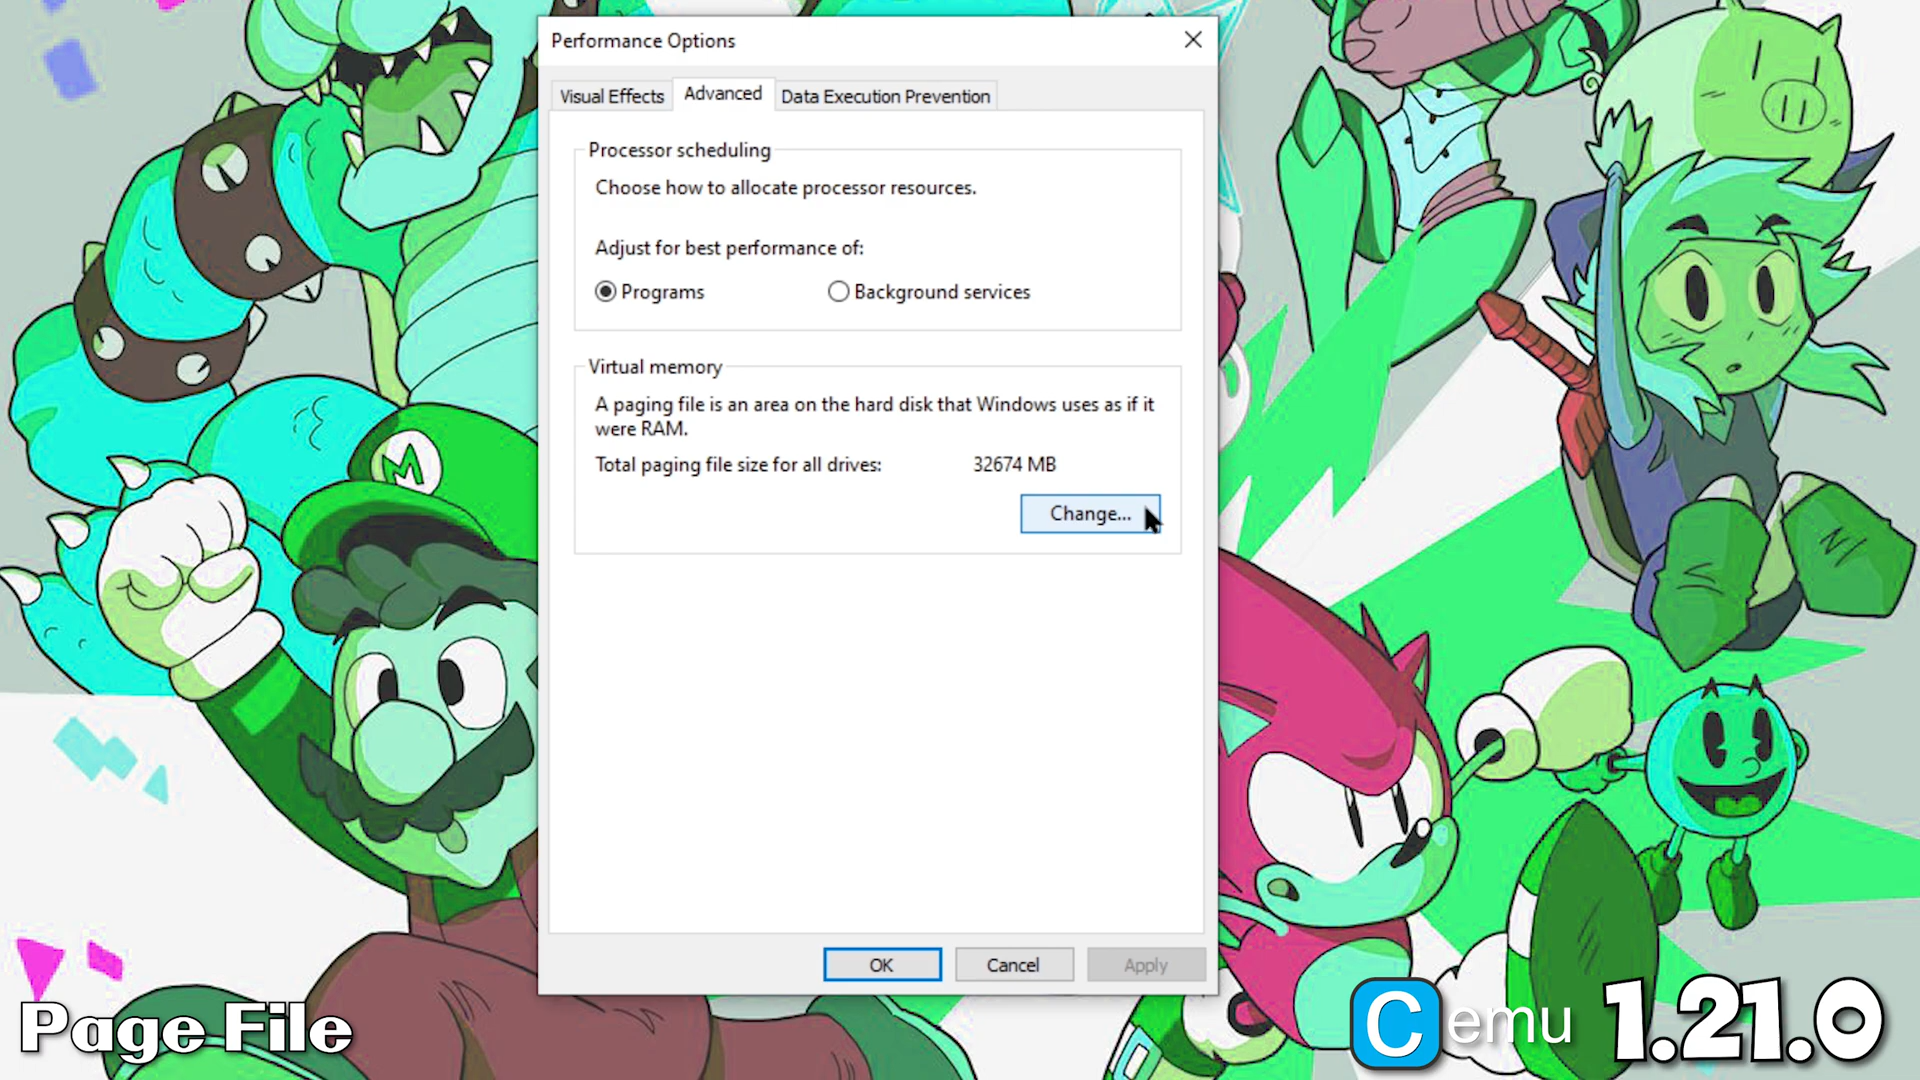 Performance Options
Visual Effects
Advanced
Data Execution Prevention
Processor scheduling
Choose how to allocate processor resources.
Adjust for best performance of:
Programs
Background services
Virtual memory
A paging file is an area on the hard disk that Windows uses as if it
were RAM.
Total paging file size for all drives: 32674 MB
Change...
OK
Cancel
Apply
M
Page File
Cemu 1.21.0